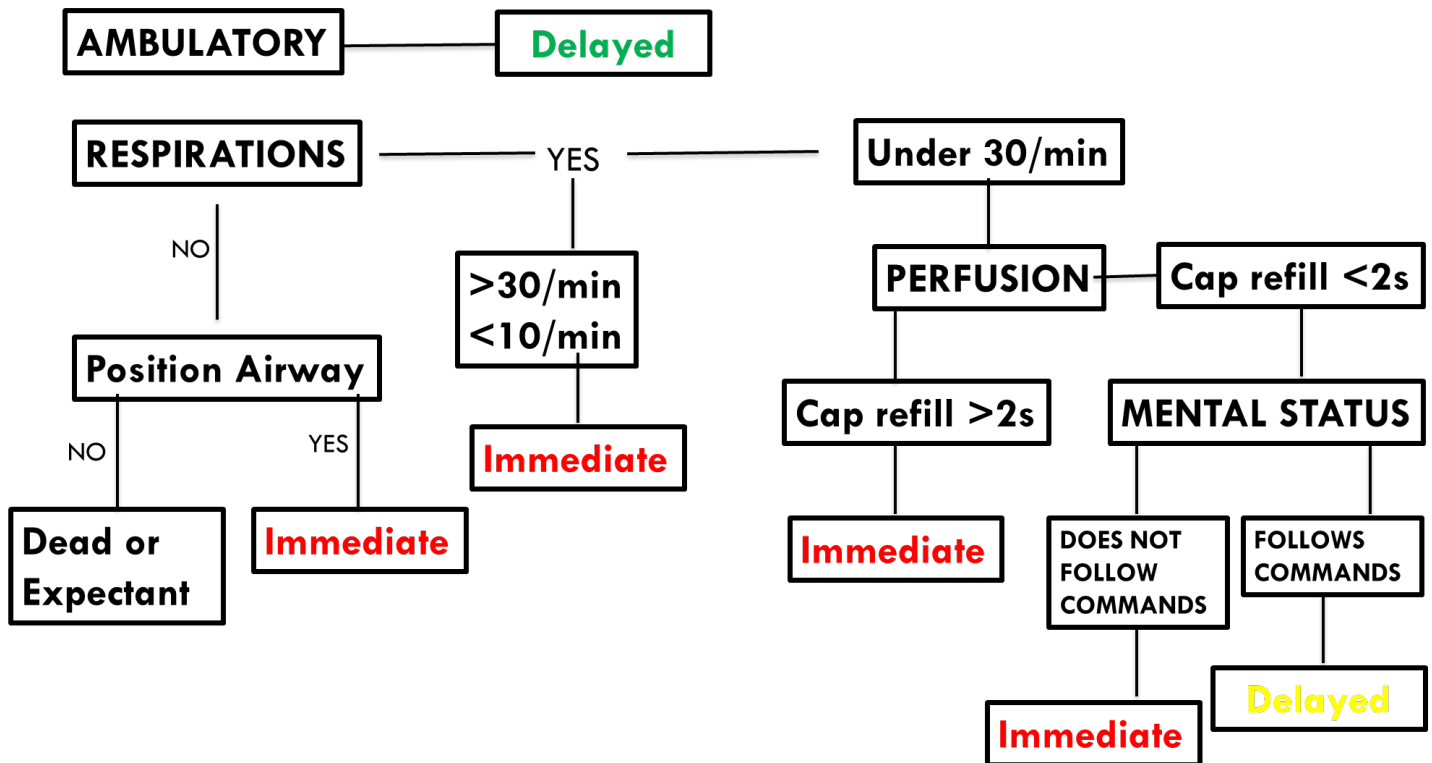 AMBULATORY
Delayed
RESPIRATIONS
YES
Under 30/min
NO
>30/min
<10/min
PERFUSION
Cap refill <2s
Position Airway
Immediate
Cap refill >2s
MENTAL STATUS
NO
YES
Dead or
Expectant
Immediate
Immediate
DOES NOT
FOLLOW
COMMANDS
FOLLOWS
COMMANDS
Immediate
Delayed